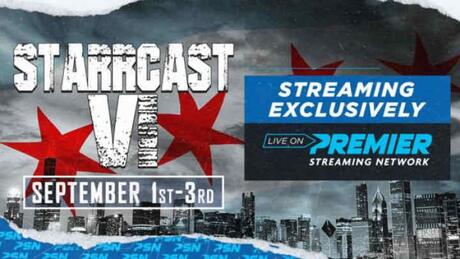 STARRCAST
VI
SEPTEMBER 1ST-3RD
STREAMING
EXCLUSIVELY
LIVE ON PREMIER
STREAMING NETWORK
PSN PSN PSN PSN PSN PSN PSN PSN